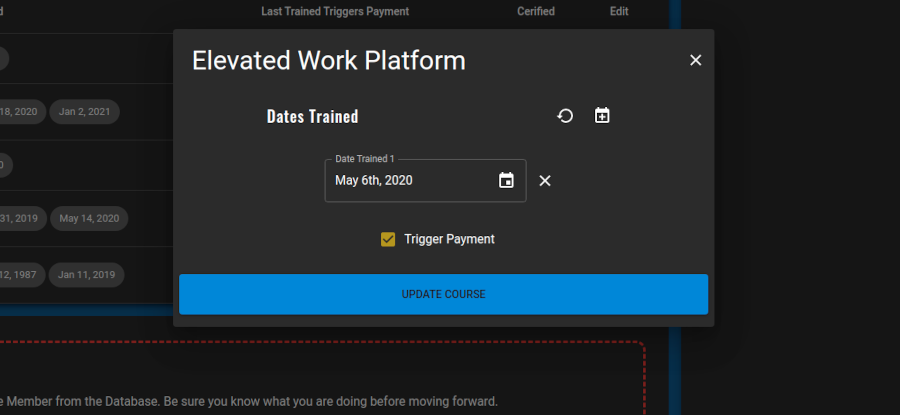 Last Trained Triggers Payment Cerified Edit
Elevated Work Platform
18, 2020 Jan 2, 2021
Dates Trained
Date Trained 1
May 6th, 2020
31, 2019 May 14, 2020
Trigger Payment
12, 1987 Jan 11, 2019
UPDATE COURSE
Member from the Database. Be sure you know what you are doing before moving forward.